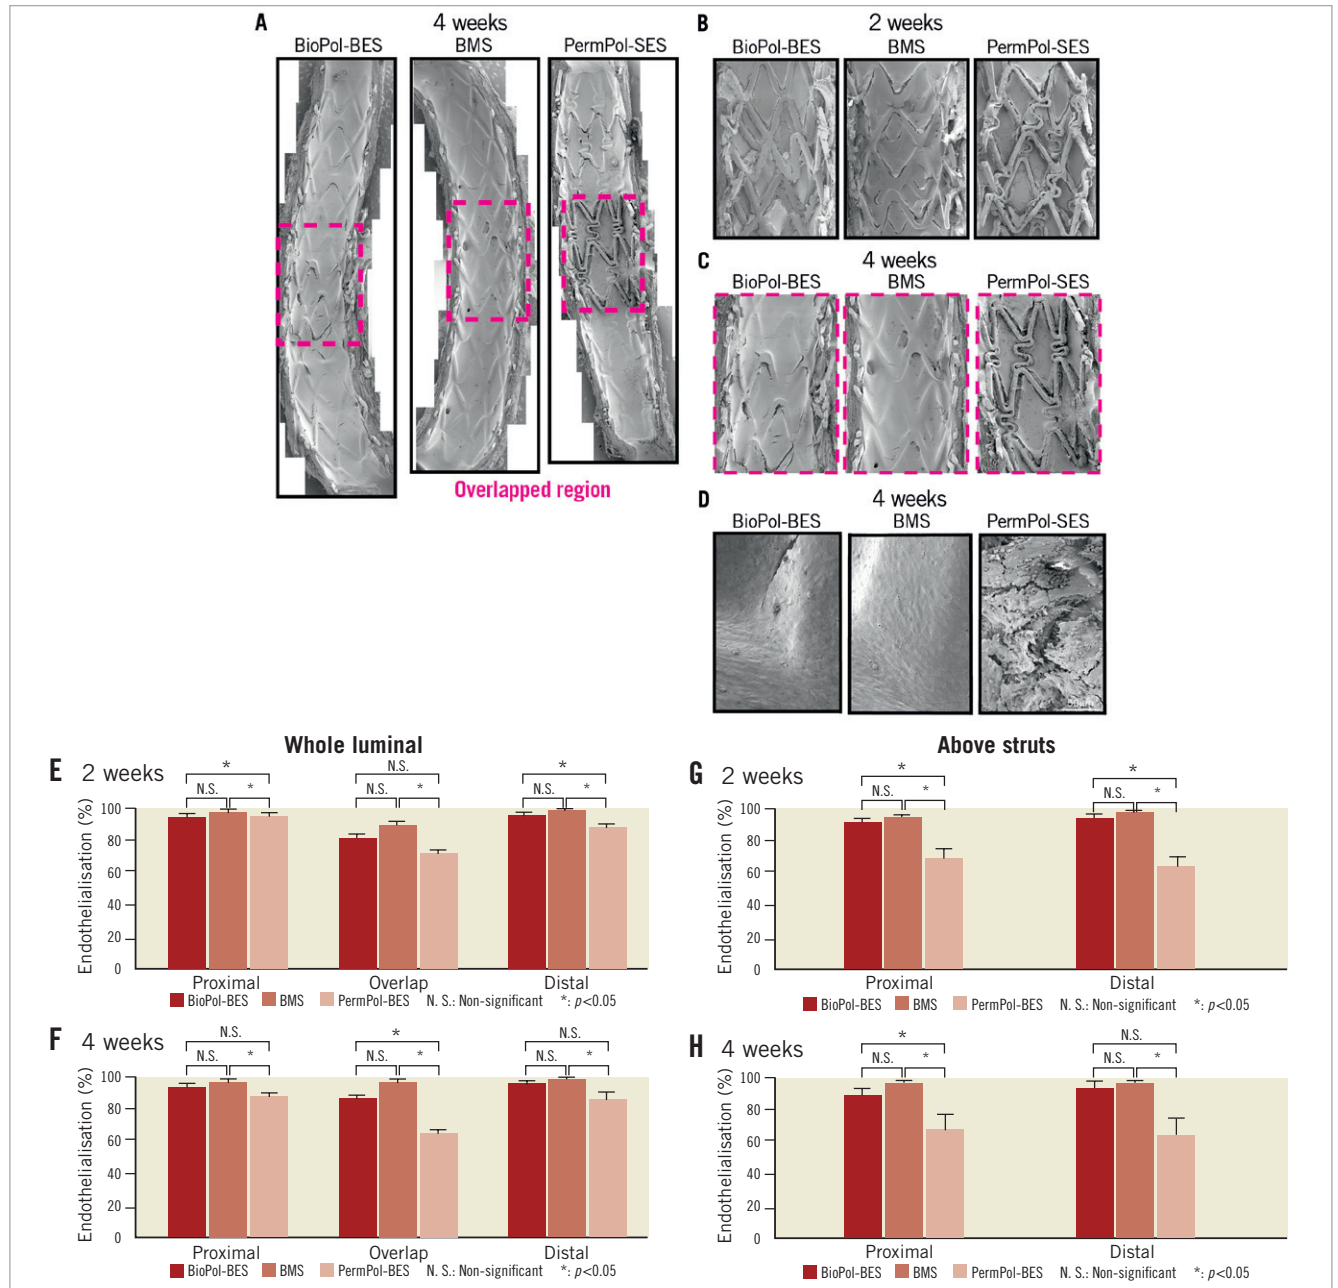 A
4 weeks
BioPol-BES BMS PermPol-SES
Overlapped region
B
2 weeks
BioPol-BES BMS PermPol-SES
C
4 weeks
BioPol-BES BMS PermPol-SES
D
4 weeks
BioPol-BES BMS PermPol-SES
Whole luminal
E 2 weeks
* N.S. *
N.S. * N.S. * N.S. *
Endothelialisation (%)
100
80
60
40
20
0
Proximal Overlap Distal
BioPol-BES BMS PermPol-BES N. S.: Non-significant *: p<0.05
F 4 weeks
N.S. * N.S.
N.S. * N.S. * N.S. *
Endothelialisation (%)
100
80
60
40
20
0
Proximal Overlap Distal
BioPol-BES BMS PermPol-BES N. S.: Non-significant *: p<0.05
Above struts
G 2 weeks
* *
N.S. * N.S. *
Endothelialisation (%)
100
80
60
40
20
0
Proximal Distal
BioPol-BES BMS PermPol-BES N. S.: Non-significant *: p<0.05
H 4 weeks
* N.S.
N.S. * N.S. *
Endothelialisation (%)
100
80
60
40
20
0
Proximal Distal
BioPol-BES BMS PermPol-BES N. S.: Non-significant *: p<0.05